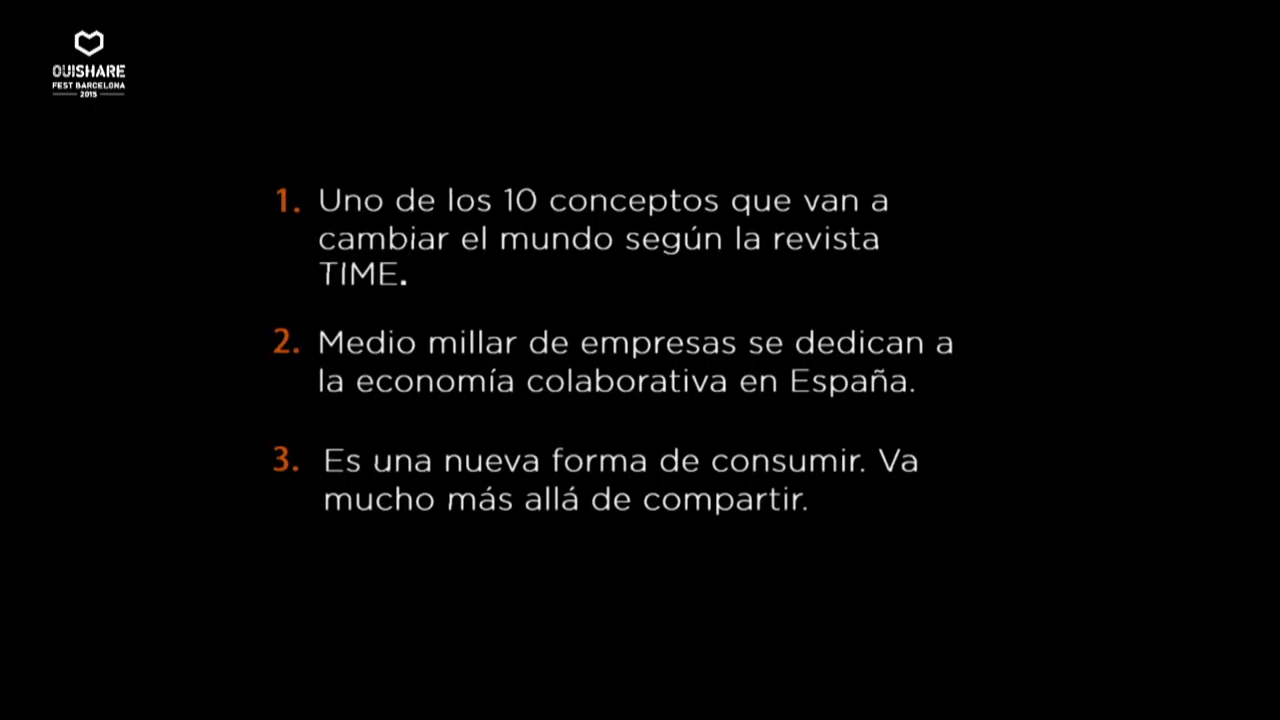 OUISHARE
FEST BARCELONA
2015
1. Uno de los 10 conceptos que van a
cambiar el mundo según la revista
TIME.
2. Medio millar de empresas se dedican a
la economía colaborativa en España.
3. Es una nueva forma de consumir. Va
mucho más allá de compartir.